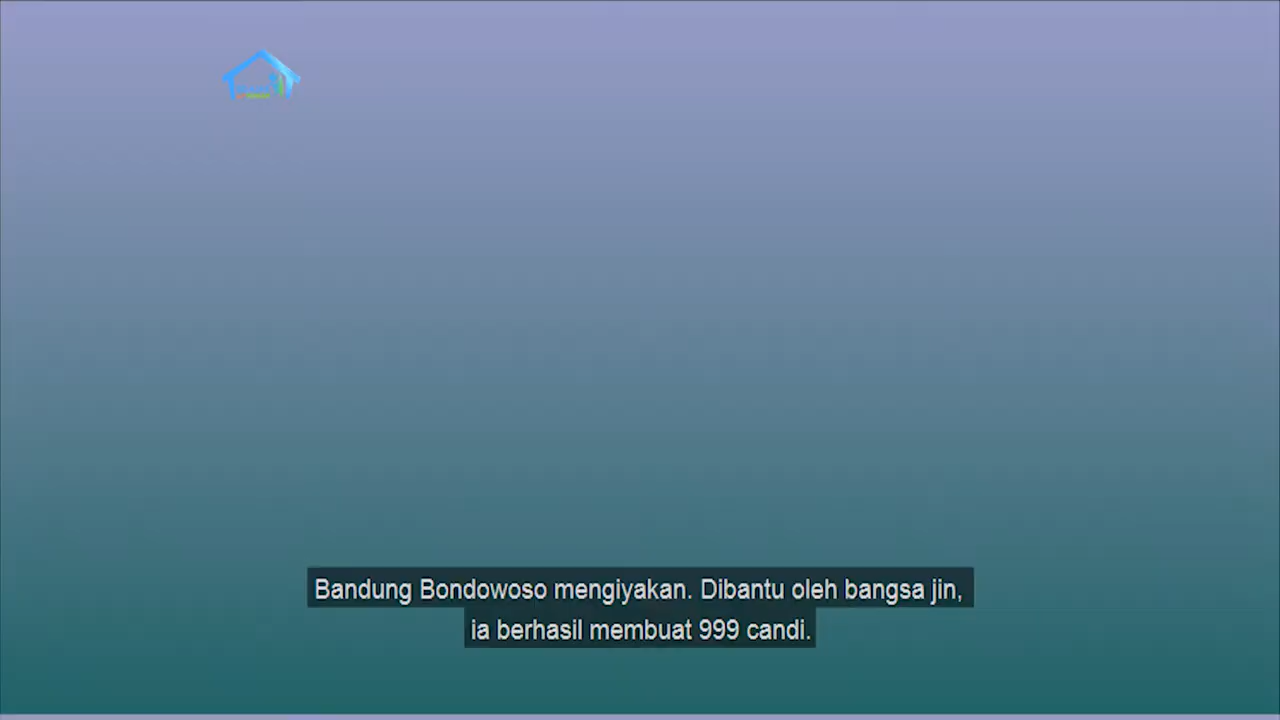 Bandung Bondowoso mengiyakan. Dibantu oleh bangsa jin,
ia berhasil membuat 999 candi.